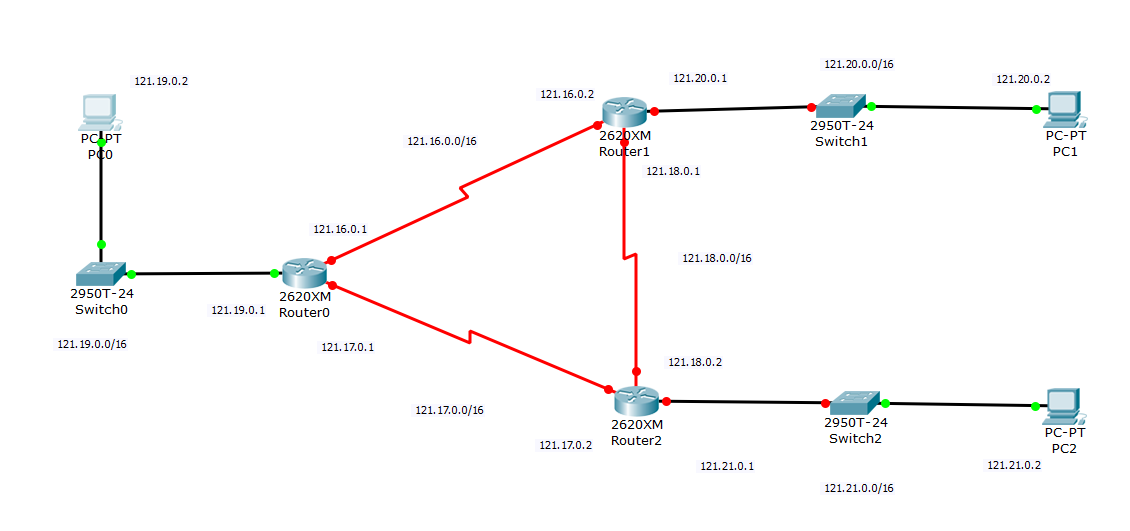 121.19.0.2
PC-PT
PC0
2950T-24
Switch0
121.19.0.0/16
121.19.0.1
2620XM
Router0
121.16.0.1
121.17.0.1
121.16.0.0/16
121.17.0.0/16
121.16.0.2
2620XM
Router1
121.20.0.1
121.18.0.1
121.18.0.0/16
121.18.0.2
2620XM
Router2
121.17.0.2
121.21.0.1
121.20.0.0/16
2950T-24
Switch1
121.20.0.2
PC-PT
PC1
2950T-24
Switch2
121.21.0.0/16
PC-PT
PC2
121.21.0.2